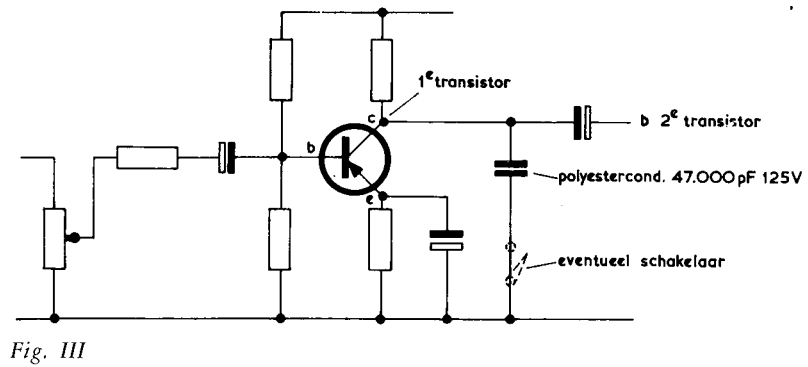 1e transistor
c
b
b 2e transistor
e
polyestercond. 47.000 pF 125V
eventueel schakelaar
Fig. III